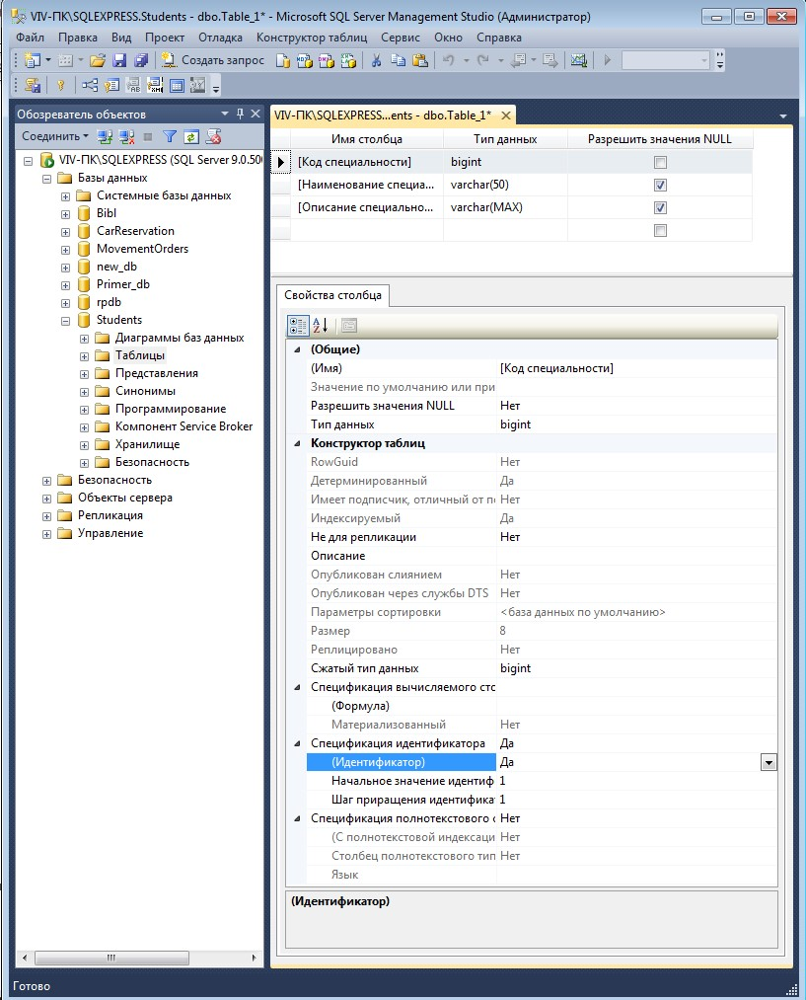 VIV-ПК\SQLEXPRESS.Students - dbo.Table_1* - Microsoft SQL Server Management Studio (Администратор)
Файл Правка Вид Проект Отладка Конструктор таблиц Сервис Окно Справка
Создать запрос
Обозреватель объектов
Соединить
VIV-ПК\SQLEXPRESS (SQL Server 9.0.500
Базы данных
Системные базы данных
Bibl
CarReservation
MovementOrders
new_db
Primer_db
rpdb
Students
Диаграммы баз данных
Таблицы
Представления
Синонимы
Программирование
Компонент Service Broker
Хранилище
Безопасность
Безопасность
Объекты сервера
Репликация
Управление
VIV-ПК\SQLEXPRESS...ents - dbo.Table_1*
Имя столбца Тип данных Разрешить значения NULL
[Код специальности] bigint
[Наименование специа... varchar(50)
[Описание специально... varchar(MAX)
Свойства столбца
(Общие)
(Имя) [Код специальности]
Значение по умолчанию или при
Разрешить значения NULL Нет
Тип данных bigint
Конструктор таблиц
RowGuid Нет
Детерминированный Да
Имеет подписчик, отличный от по Нет
Индексируемый Да
Не для репликации Нет
Описание
Опубликован слиянием Нет
Опубликован через службы DTS Нет
Параметры сортировки <база данных по умолчанию>
Размер 8
Реплицировано Нет
Сжатый тип данных bigint
Спецификация вычисляемого сто
(Формула)
Материализованный Нет
Спецификация идентификатора Да
(Идентификатор) Да
Начальное значение идентиф 1
Шаг приращения идентифика 1
Спецификация полнотекстового с Нет
(С полнотекстовой индексаци Нет
Столбец полнотекстового тип Нет
Язык
(Идентификатор)
Готово